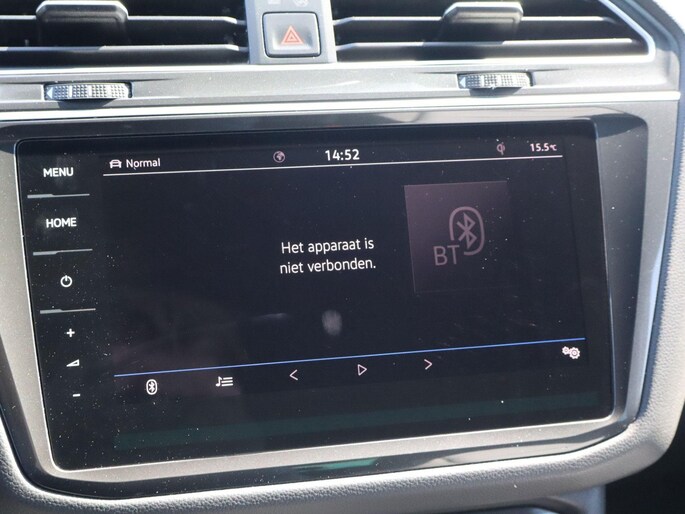 MENU
HOME
+
-
Normal
14:52
15.5°C
Het apparaat is
niet verbonden.
BT